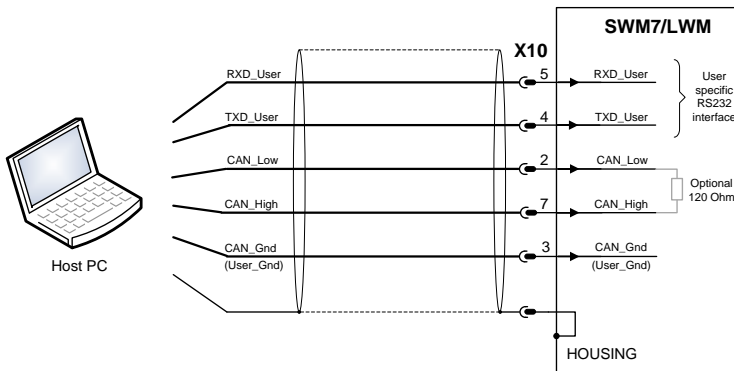 SWM7/LWM
X10
RXD_User
5
RXD_User
User
specific
RS232
interface
TXD_User
4
TXD_User
CAN_Low
2
CAN_Low
Optional
120 Ohm
CAN_High
7
CAN_High
CAN_Gnd
(User_Gnd)
3
CAN_Gnd
(User_Gnd)
Host PC
HOUSING